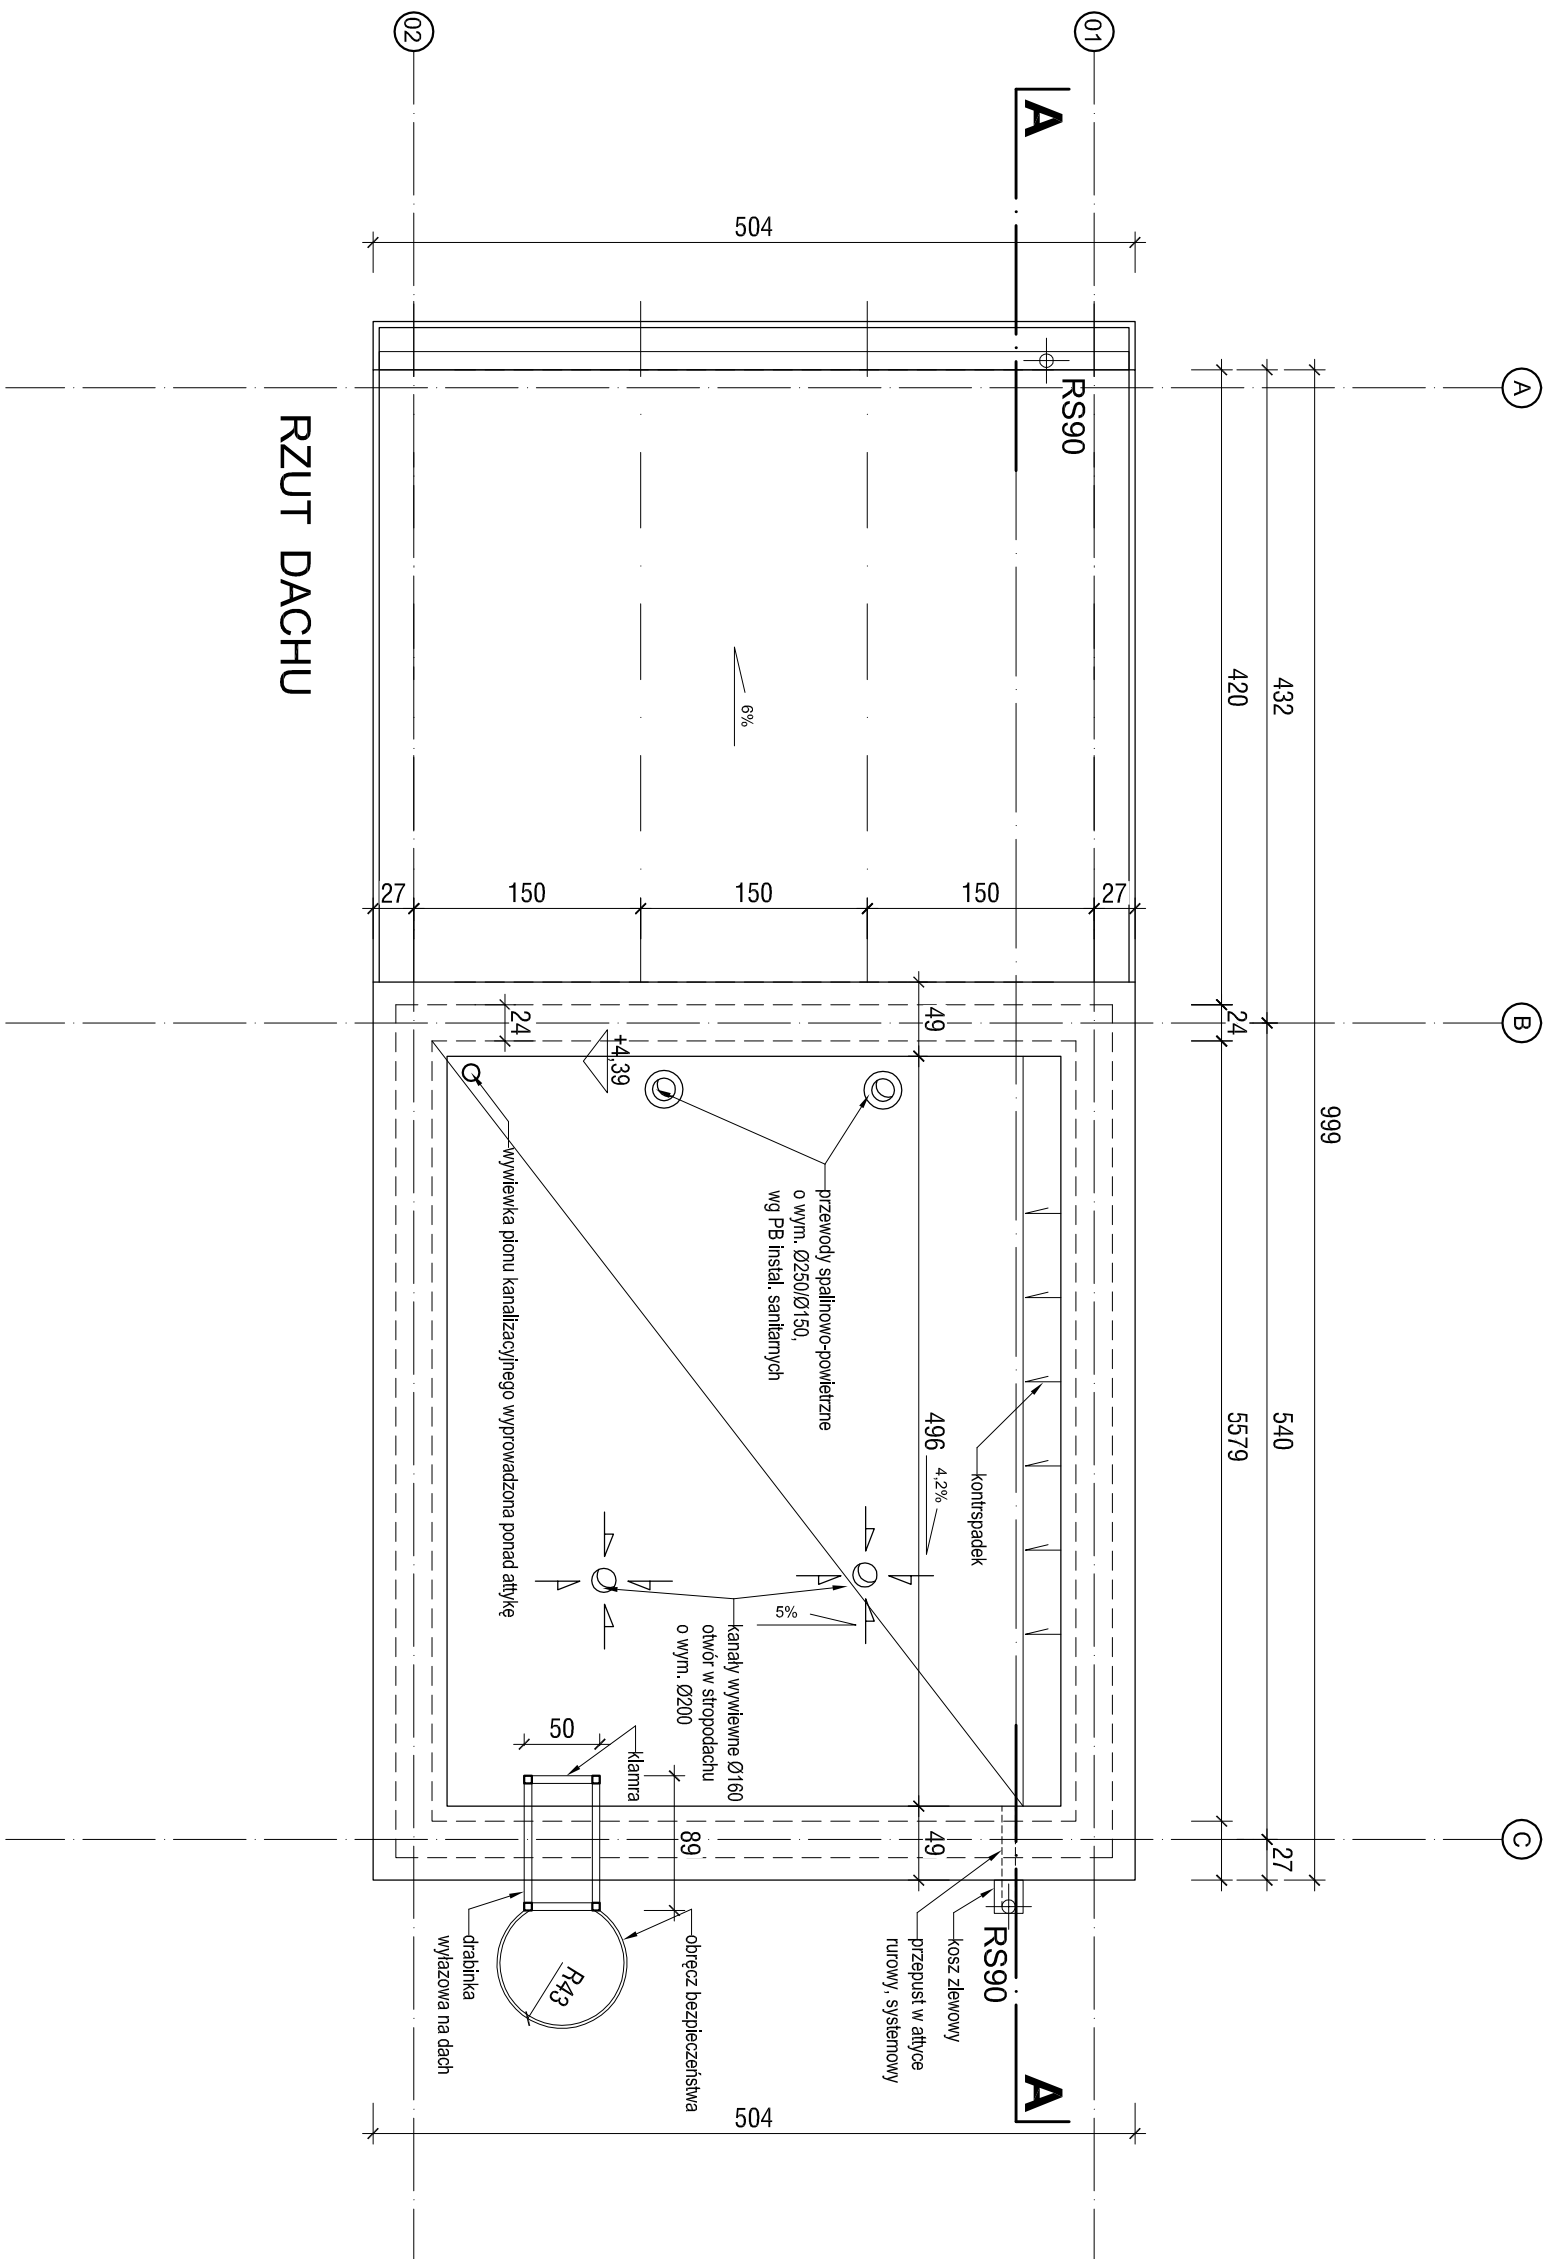 A
B
C
999
432
540
27
420
24
5579
01
02
A
A
RS90
RS90
504
504
6%
27
150
150
150
27
49
496
49
4,2%
kontrspadek
kosz zlewowy
przepust w attyce
rurowy, systemowy
przewody spalinowo-powietrzne
o wym. Ø250/Ø150,
wg PB instal. sanitarnych
5%
kanały wywiewne Ø160
otwór w stropodachu
o wym. Ø200
+4,39
24
wywiewka pionu kanalizacyjnego wyprowadzona ponad attykę
klamra
50
89
obręcz bezpieczeństwa
R43
drabinka
wyłazowa na dach
RZUT DACHU